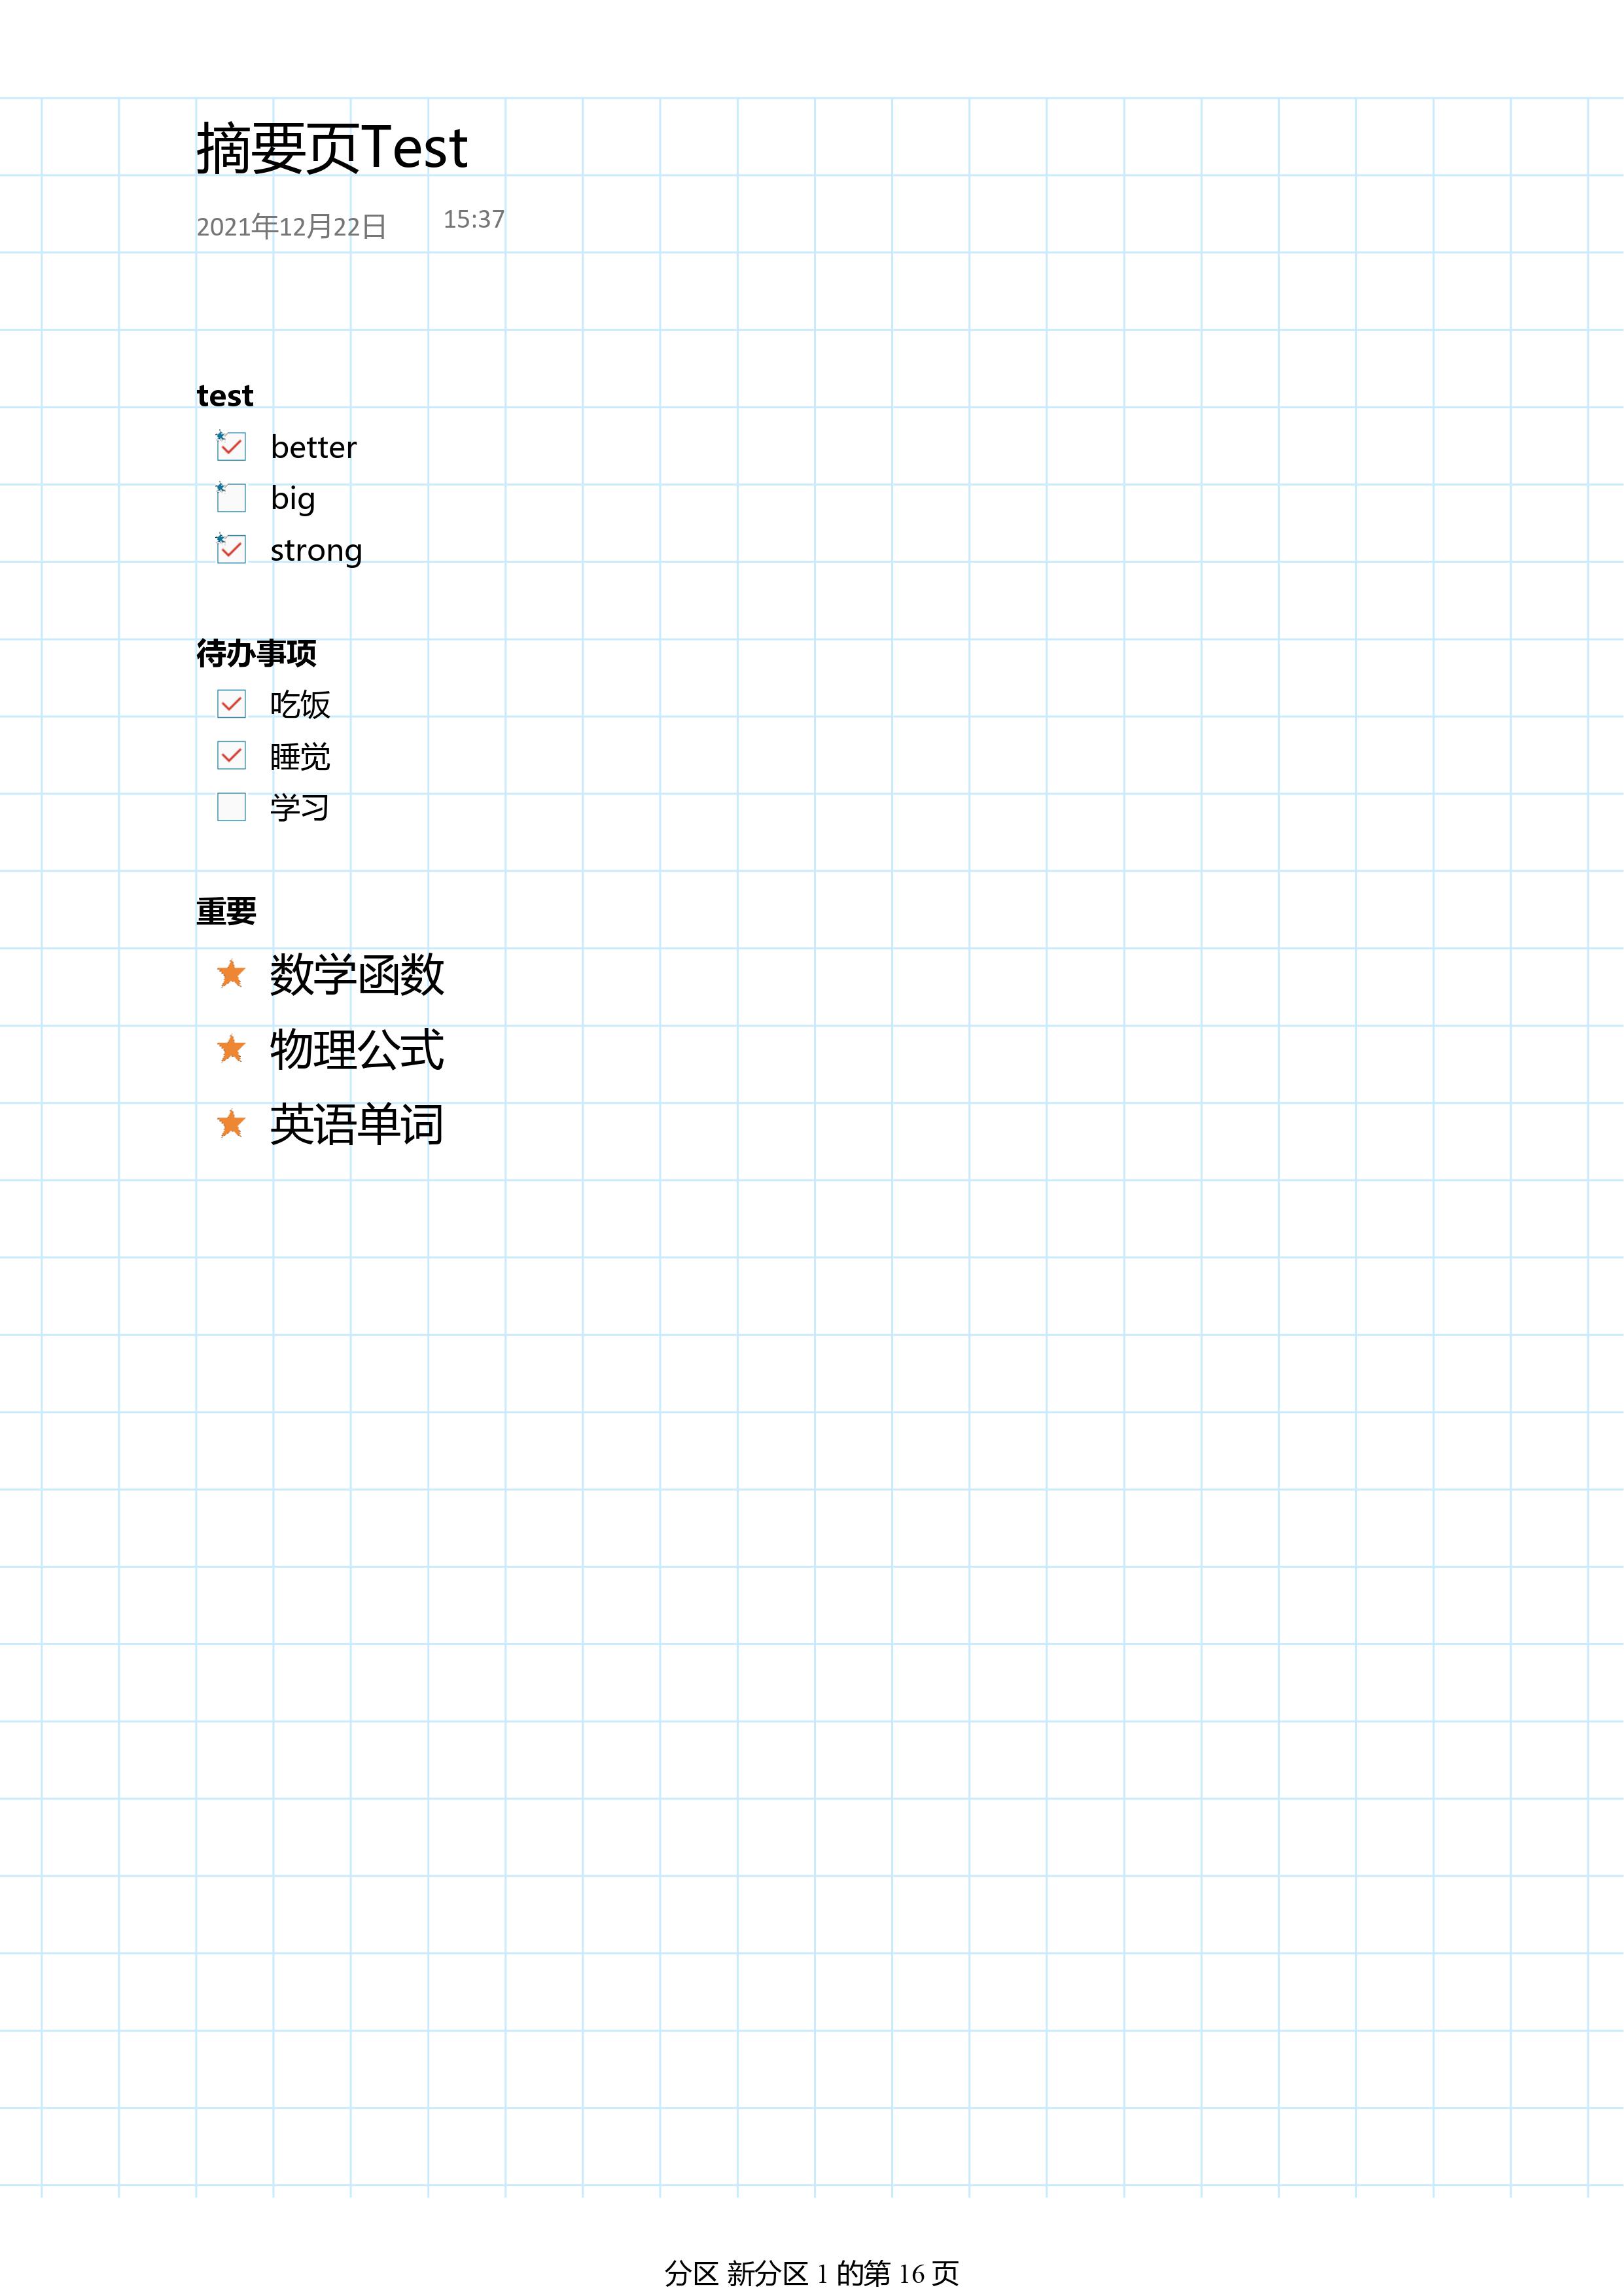 摘要页Test
2021年12月22日 15:37
test
better
big
strong
待办事项
吃饭
睡觉
学习
重要
数学函数
物理公式
英语单词
分区 新分区 1 的第 16 页